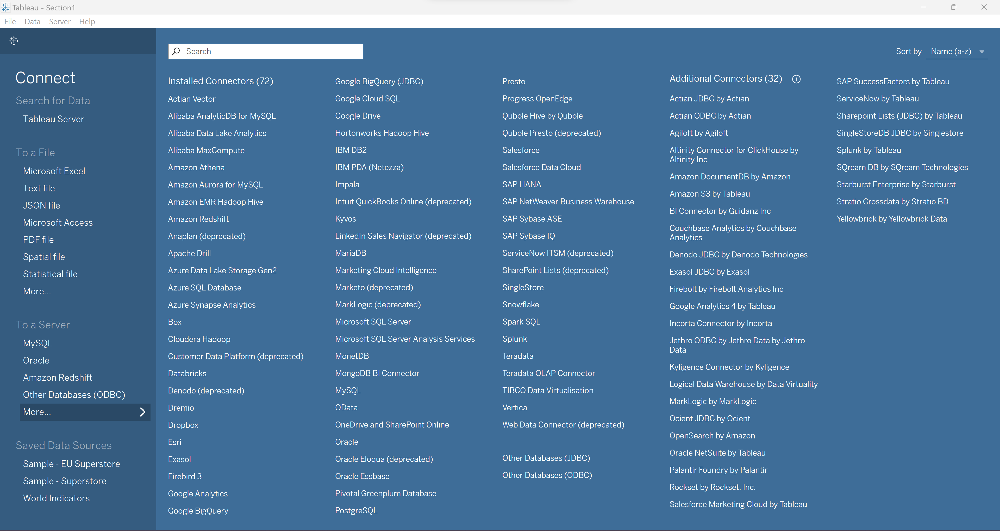 Tableau - Section1
File Data Server Help
Connect
Search for Data
Tableau Server
To a File
Microsoft Excel
Text file
JSON file
Microsoft Access
PDF file
Spatial file
Statistical file
More...
To a Server
MySQL
Oracle
Amazon Redshift
Other Databases (ODBC)
More...
Saved Data Sources
Sample - EU Superstore
Sample - Superstore
World Indicators
Search
Sort by Name (a-z)
Installed Connectors (72)
Actian Vector
Alibaba AnalyticDB for MySQL
Alibaba Data Lake Analytics
Alibaba MaxCompute
Amazon Athena
Amazon Aurora for MySQL
Amazon EMR Hadoop Hive
Amazon Redshift
Anaplan (deprecated)
Apache Drill
Azure Data Lake Storage Gen2
Azure SQL Database
Azure Synapse Analytics
Box
Cloudera Hadoop
Customer Data Platform (deprecated)
Databricks
Denodo (deprecated)
Dremio
Dropbox
Esri
Exasol
Firebird 3
Google Analytics
Google BigQuery
Google BigQuery (JDBC)
Google Cloud SQL
Google Drive
Hortonworks Hadoop Hive
IBM DB2
IBM PDA (Netezza)
Impala
Intuit QuickBooks Online (deprecated)
Kyvos
LinkedIn Sales Navigator (deprecated)
MariaDB
Marketing Cloud Intelligence
Marketo (deprecated)
MarkLogic (deprecated)
Microsoft SQL Server
Microsoft SQL Server Analysis Services
MonetDB
MongoDB BI Connector
MySQL
OData
OneDrive and SharePoint Online
Oracle
Oracle Eloqua (deprecated)
Oracle Essbase
Pivotal Greenplum Database
PostgreSQL
Presto
Progress OpenEdge
Qubole Hive by Qubole
Qubole Presto (deprecated)
Salesforce
Salesforce Data Cloud
SAP HANA
SAP NetWeaver Business Warehouse
SAP Sybase ASE
SAP Sybase IQ
ServiceNow ITSM (deprecated)
SharePoint Lists (deprecated)
SingleStore
Snowflake
Spark SQL
Splunk
Teradata
Teradata OLAP Connector
TIBCO Data Virtualisation
Vertica
Web Data Connector (deprecated)
Other Databases (JDBC)
Other Databases (ODBC)
Additional Connectors (32)
Actian JDBC by Actian
Actian ODBC by Actian
Agiloft by Agiloft
Altinity Connector for ClickHouse by
Altinity Inc
Amazon DocumentDB by Amazon
Amazon S3 by Tableau
BI Connector by Guidanz Inc
Couchbase Analytics by Couchbase
Analytics
Denodo JDBC by Denodo Technologies
Exasol JDBC by Exasol
Firebolt by Firebolt Analytics Inc
Google Analytics 4 by Tableau
Incorta Connector by Incorta
Jethro ODBC by Jethro Data by Jethro
Data
Kyligence Connector by Kyligence
Logical Data Warehouse by Data Virtuality
MarkLogic by MarkLogic
Ocient JDBC by Ocient
OpenSearch by Amazon
Oracle NetSuite by Tableau
Palantir Foundry by Palantir
Rockset by Rockset, Inc.
Salesforce Marketing Cloud by Tableau
SAP SuccessFactors by Tableau
ServiceNow by Tableau
Sharepoint Lists (JDBC) by Tableau
SingleStoreDB JDBC by Singlestore
Splunk by Tableau
SQream DB by SQream Technologies
Starburst Enterprise by Starburst
Stratio Crossdata by Stratio BD
Yellowbrick by Yellowbrick Data